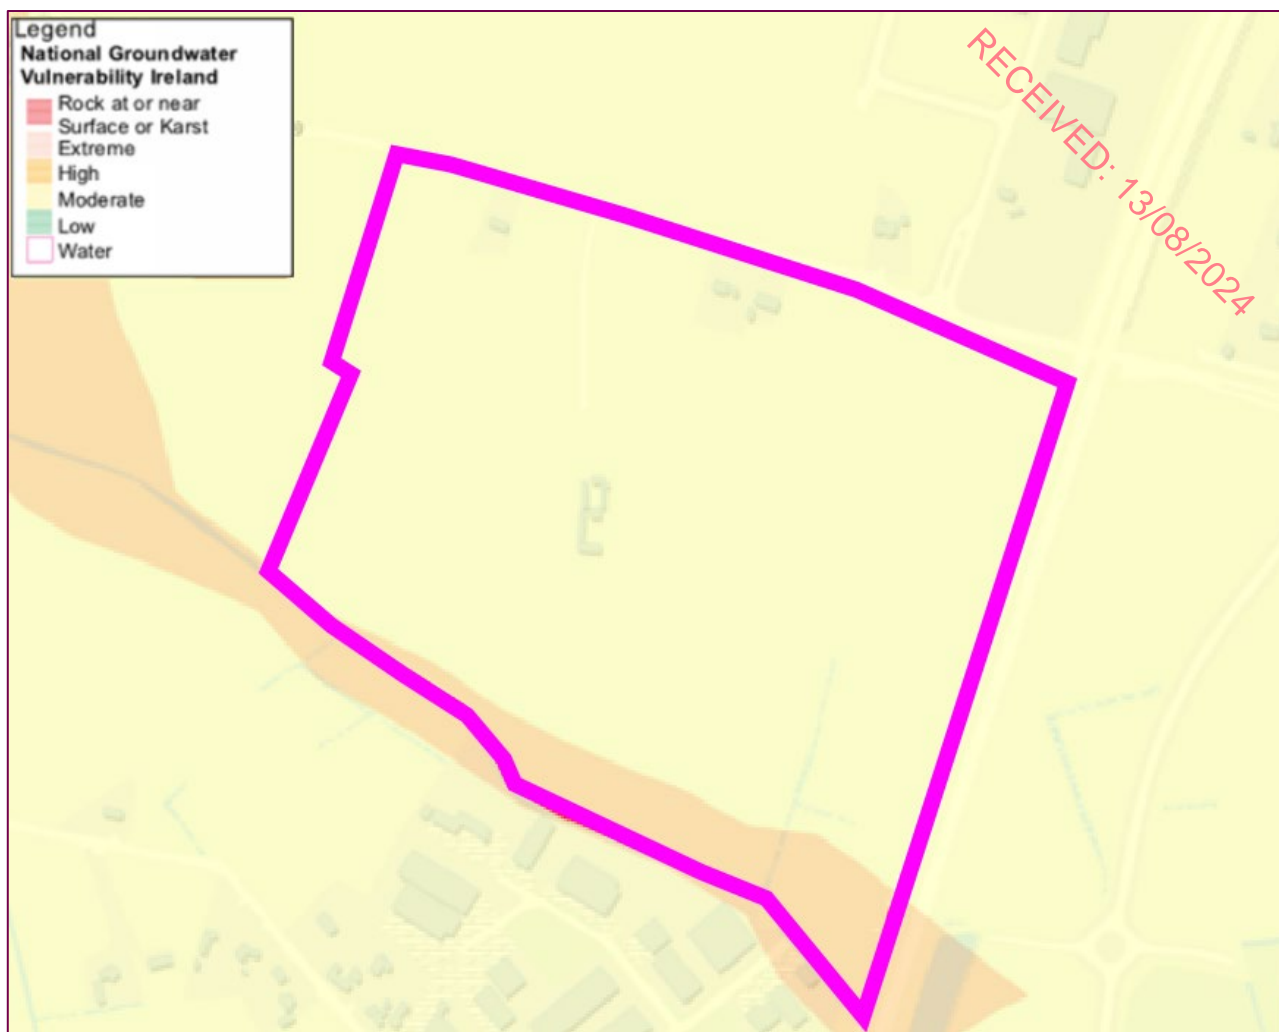 Legend
National Groundwater
Vulnerability Ireland
Rock at or near
Surface or Karst
Extreme
High
Moderate
Low
Water
RECEIVED: 13/08/2024